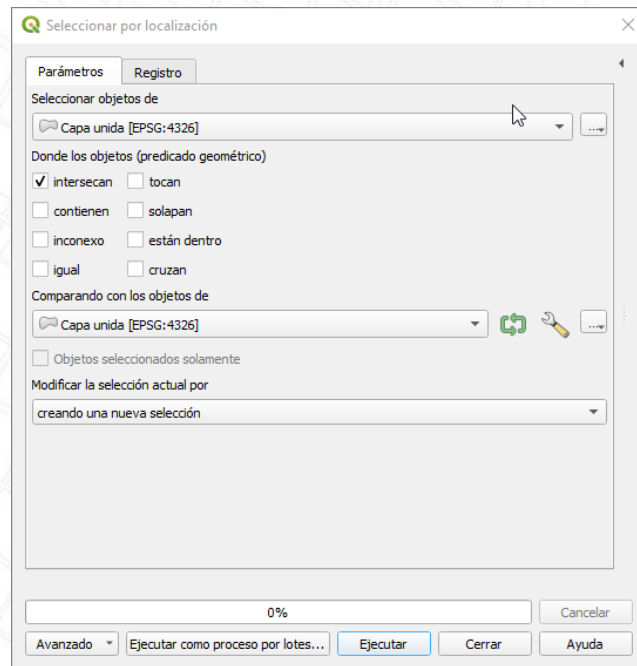 Seleccionar por localización
Parámetros Registro
Seleccionar objetos de
Capa unida [EPSG:4326]
...
Donde los objetos (predicado geométrico)
intersecan tocan
contienen solapan
inconexo están dentro
igual cruzan
Comparando con los objetos de
Capa unida [EPSG:4326]
...
Objetos seleccionados solamente
Modificar la selección actual por
creando una nueva selección
0% Cancelar
Avanzado Ejecutar como proceso por lotes... Ejecutar Cerrar Ayuda